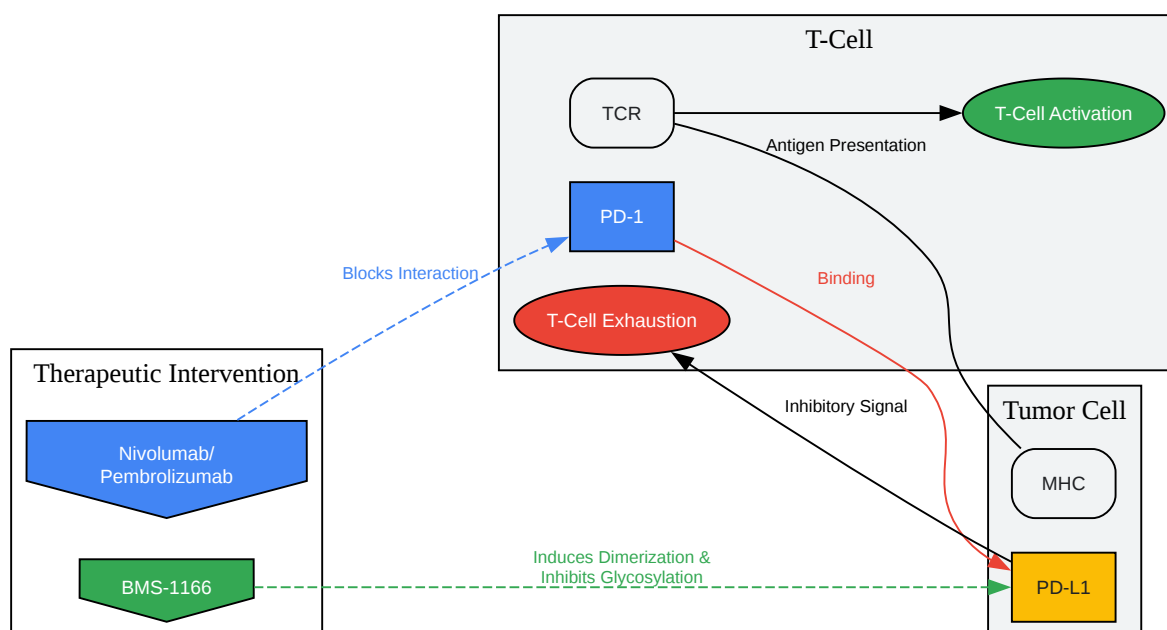 T-Cell
TCR
T-Cell Activation
Antigen Presentation
PD-1
Blocks Interaction
Binding
T-Cell Exhaustion
Therapeutic Intervention
Inhibitory Signal
Tumor Cell
Nivolumab/
Pembrolizumab
MHC
Induces Dimerization &
Inhibits Glycosylation
BMS-1166
PD-L1